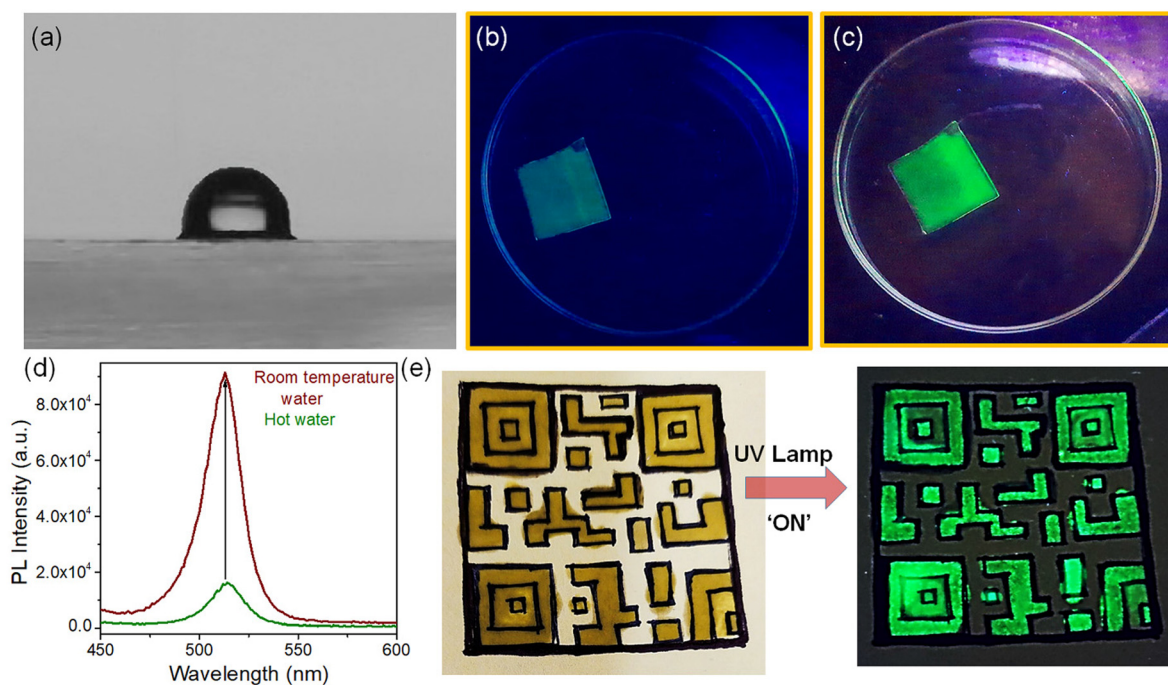 (a)
(b)
(c)
(d)
Room temperature
water
Hot water
8.0x10⁴
6.0x10⁴
4.0x10⁴
2.0x10⁴
0.0
PL Intensity (a.u.)
450
500
550
600
Wavelength (nm)
(e)
UV Lamp
‘ON’